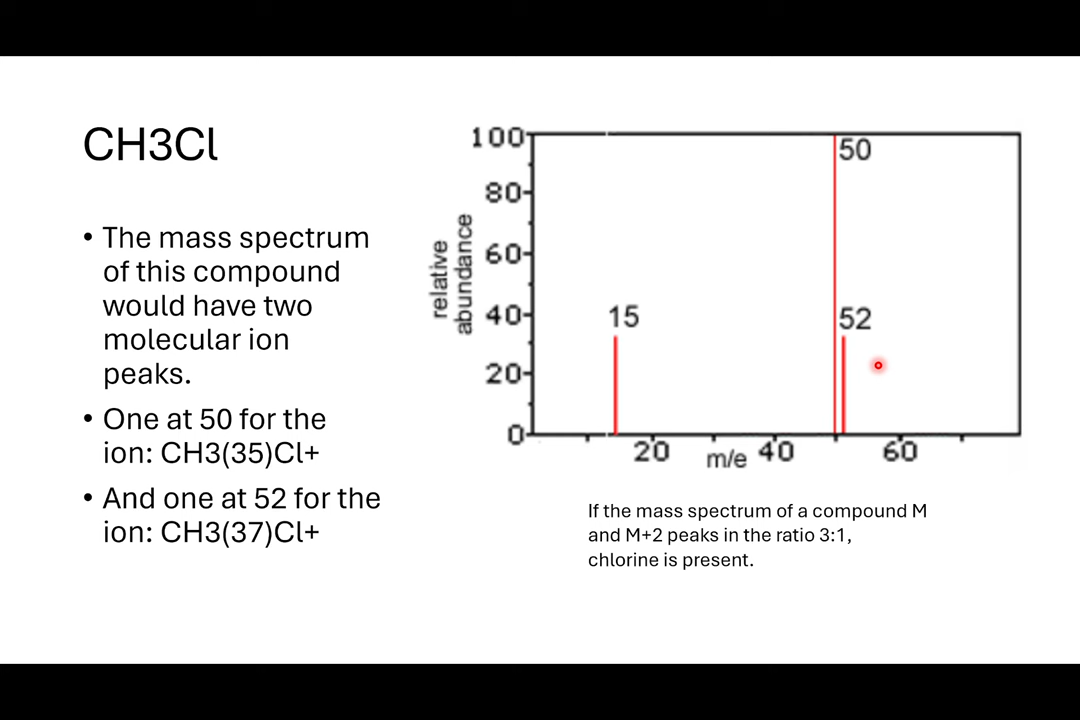 CH3Cl
• The mass spectrum
of this compound
would have two
molecular ion
peaks.
• One at 50 for the
ion: CH3(35)Cl+
• And one at 52 for the
ion: CH3(37)Cl+
100
80
60
40
20
0
relative
abundance
15
50
52
20
m/e
40
60
If the mass spectrum of a compound M
and M+2 peaks in the ratio 3:1,
chlorine is present.